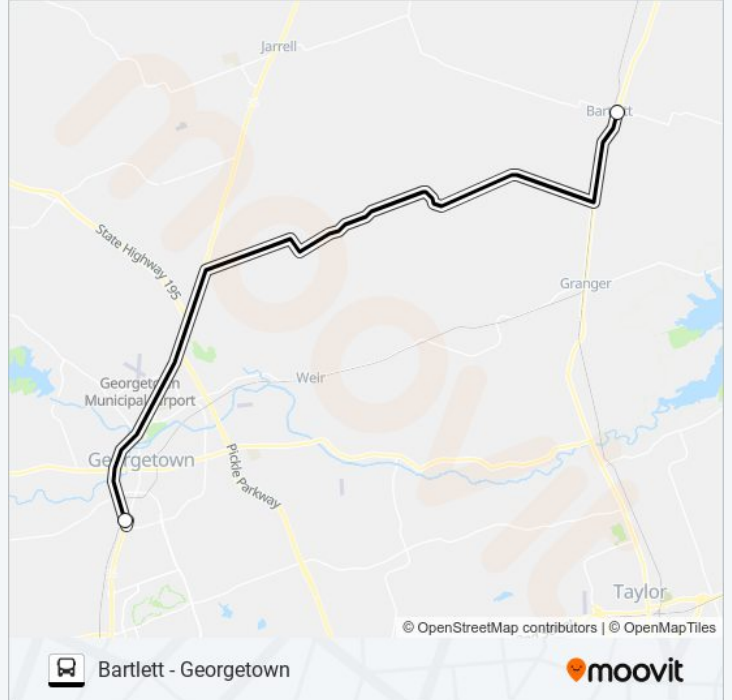 Jarrell
Bartlett
State Highway 195
Granger
Weir
Georgetown
Municipal Airport
Georgetown
Pickle Parkway
Taylor
© OpenStreetMap contributors | © OpenMapTiles
Bartlett - Georgetown
moovit
moovit